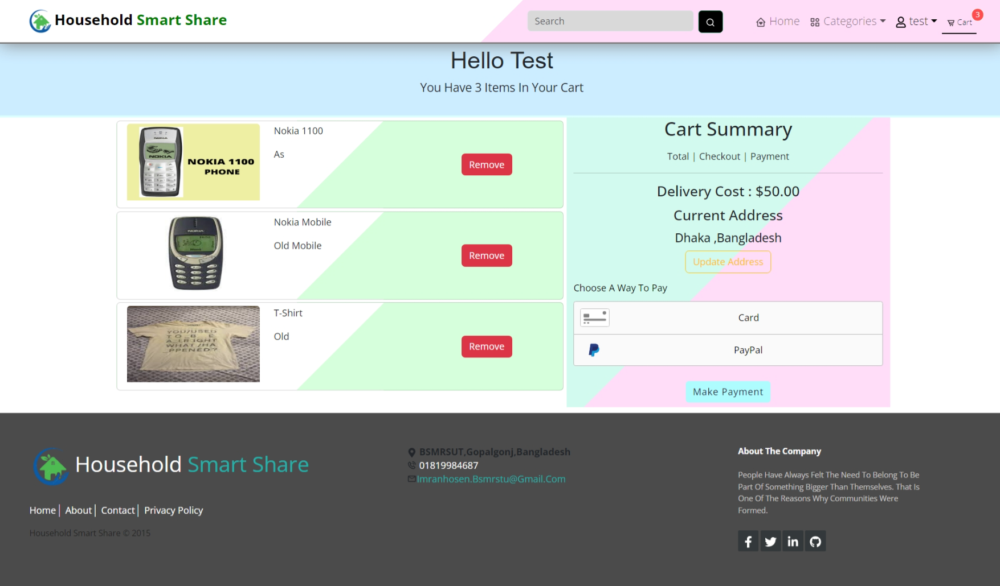 Household Smart Share
Search
Home
Categories
test
Cart
3
Hello Test
You Have 3 Items In Your Cart
NOKIA
NOKIA
NOKIA 1100
PHONE
Nokia 1100
As
Remove
NOKIA
Nokia Mobile
Old Mobile
Remove
YOU/USED
TO_B_E
A_LRIGHT
WHAT/HA
PPENED?
T-Shirt
Old
Remove
Cart Summary
Total | Checkout | Payment
Delivery Cost : $50.00
Current Address
Dhaka ,Bangladesh
Update Address
Choose A Way To Pay
Card
PayPal
Make Payment
Household Smart Share
Home
About
Contact
Privacy Policy
Household Smart Share © 2015
BSMRSUT,Gopalgonj,Bangladesh
01819984687
Imranhosen.Bsmrstu@Gmail.Com
About The Company
People Have Always Felt The Need To Belong To Be
Part Of Something Bigger Than Themselves. That Is
One Of The Reasons Why Communities Were
Formed.